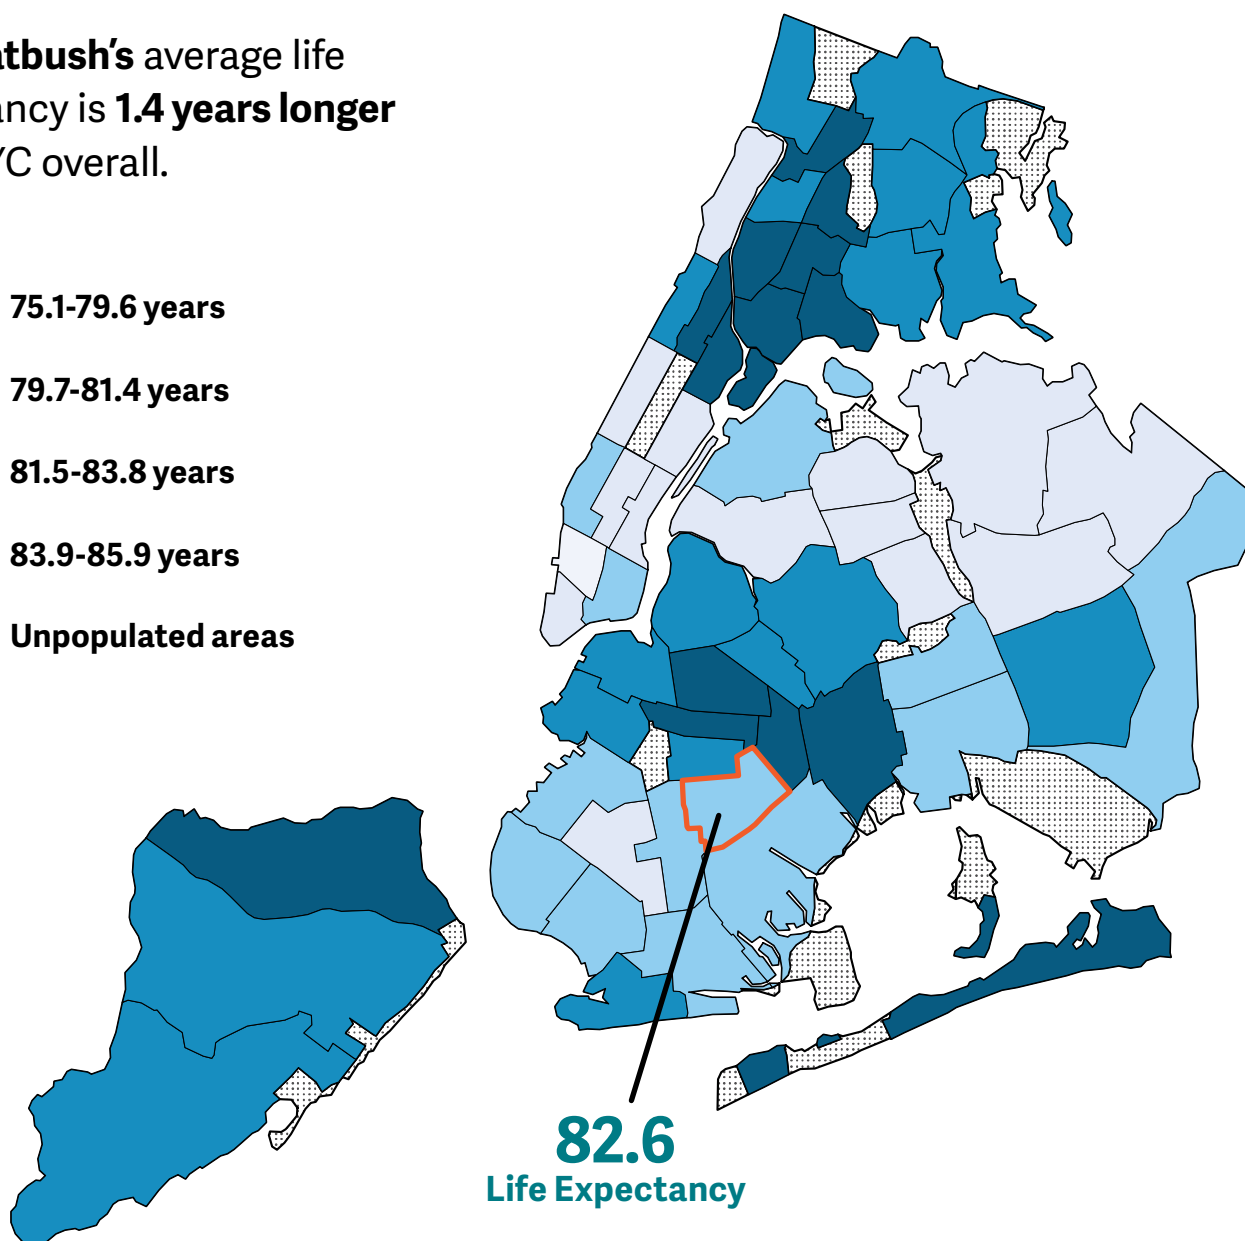 atbush's average life
ancy is 1.4 years longer
YC overall.
75.1-79.6 years
79.7-81.4 years
81.5-83.8 years
83.9-85.9 years
Unpopulated areas
82.6
Life Expectancy